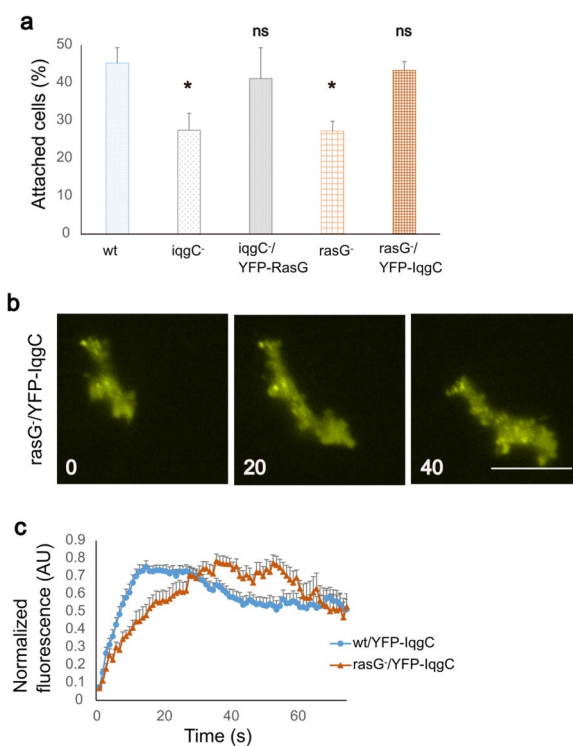 a
ns
ns
*
*
50
40
30
20
10
0
Attached cells (%)
wt
iqgC-
iqgC-/
YFP-RasG
rasG-
rasG-/
YFP-IqgC
b
rasG-/YFP-IqgC
0
20
40
c
0.9
0.8
0.7
0.6
0.5
0.4
0.3
0.2
0.1
0
Normalized
fluorescence (AU)
wt/YFP-IqgC
rasG-/YFP-IqgC
0
20
40
60
Time (s)